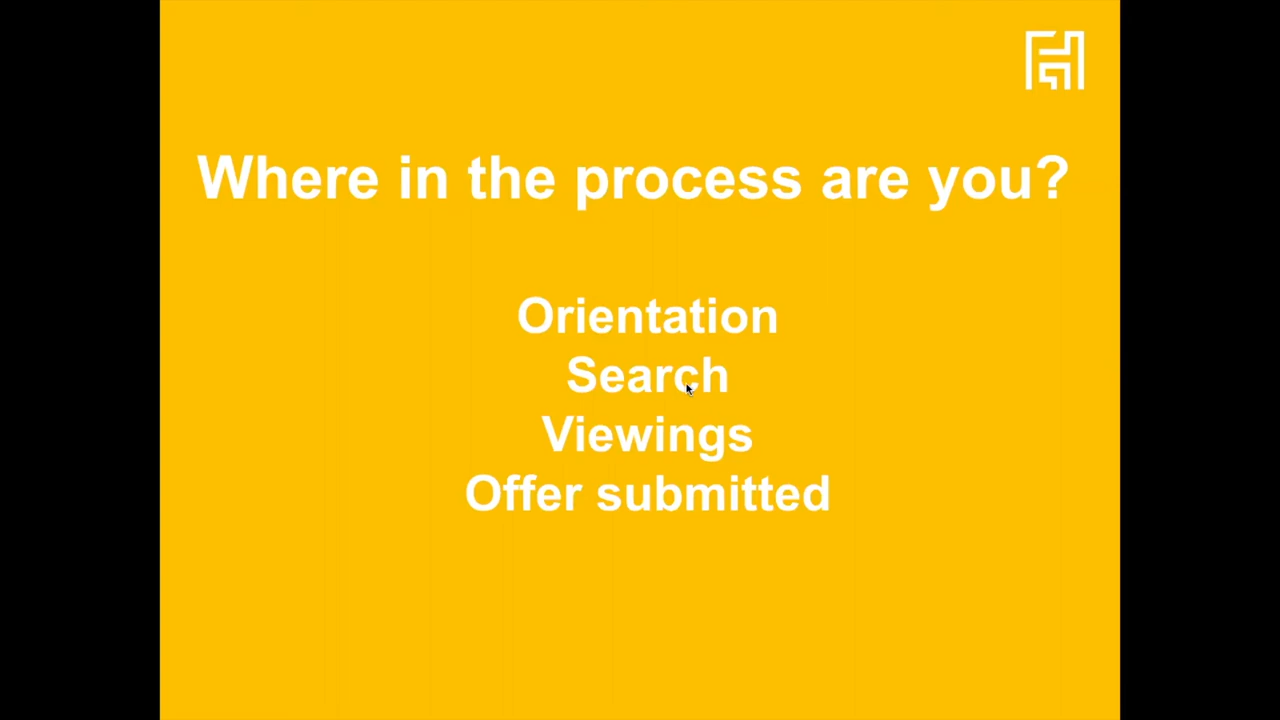 Where in the process are you?
Orientation
Search
Viewings
Offer submitted